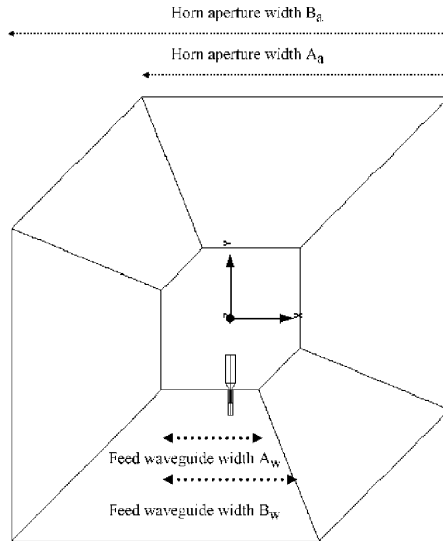 Horn aperture width Ba
Horn aperture width Aa
Y
Z
X
Feed waveguide width Aw
Feed waveguide width Bw